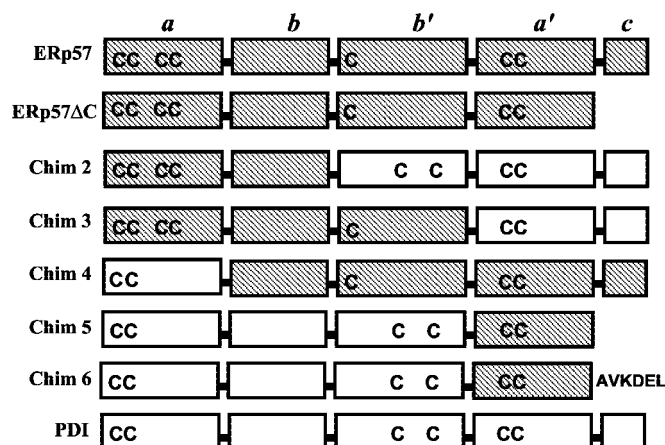 a b b' a' c
ERp57 CC CC C CC
ERp57ΔC CC CC C CC
Chim 2 CC CC C C CC
Chim 3 CC CC C CC
Chim 4 CC C CC
Chim 5 CC C C CC
Chim 6 CC C C CC AVKDEL
PDI CC C C CC